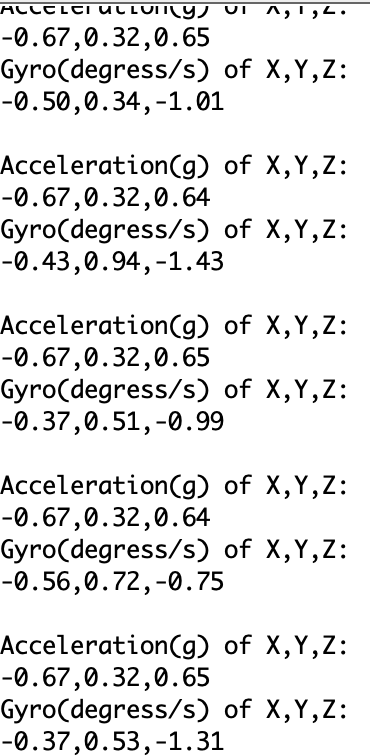 Acceleration(g) of X,Y,Z:
-0.67,0.32,0.65
Gyro(degress/s) of X,Y,Z:
-0.50,0.34,-1.01
Acceleration(g) of X,Y,Z:
-0.67,0.32,0.64
Gyro(degress/s) of X,Y,Z:
-0.43,0.94,-1.43
Acceleration(g) of X,Y,Z:
-0.67,0.32,0.65
Gyro(degress/s) of X,Y,Z:
-0.37,0.51,-0.99
Acceleration(g) of X,Y,Z:
-0.67,0.32,0.64
Gyro(degress/s) of X,Y,Z:
-0.56,0.72,-0.75
Acceleration(g) of X,Y,Z:
-0.67,0.32,0.65
Gyro(degress/s) of X,Y,Z:
-0.37,0.53,-1.31